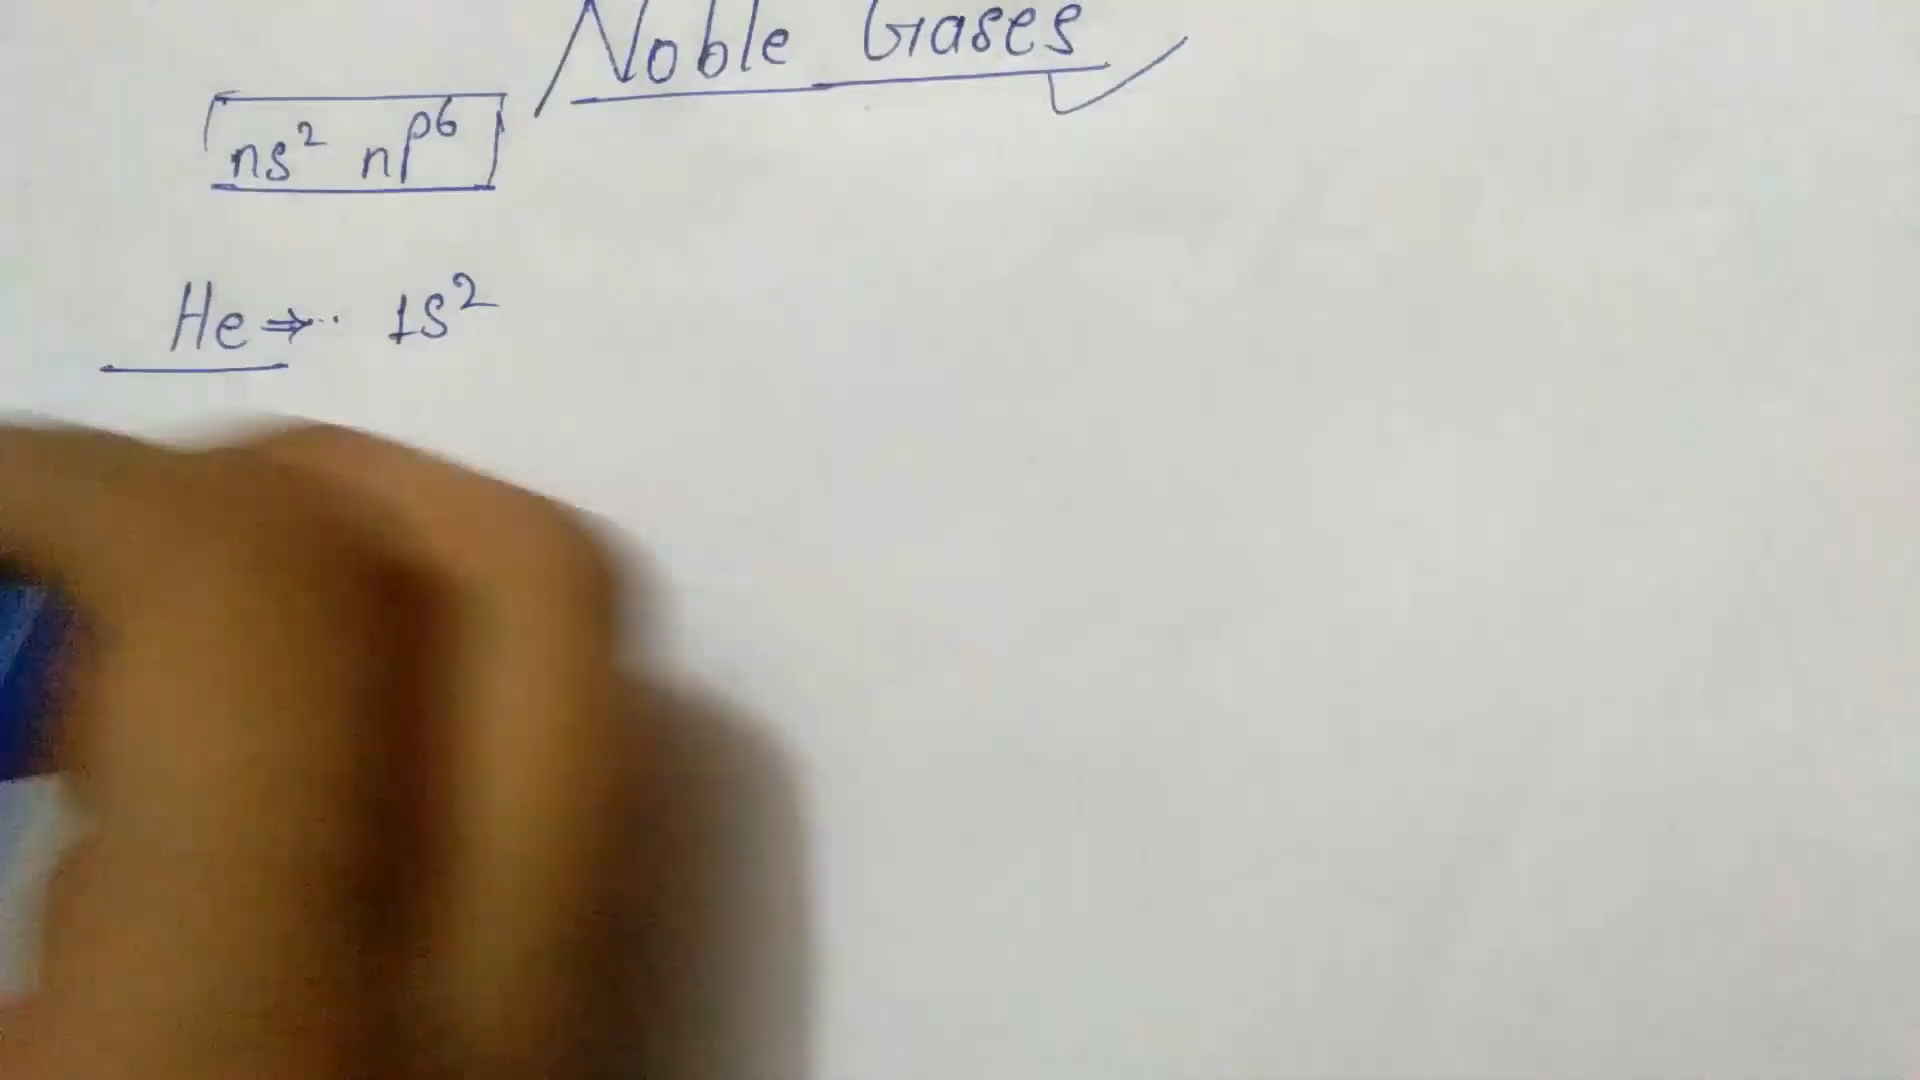 Noble Gases
ns² np⁶
He ⇒ 1S²